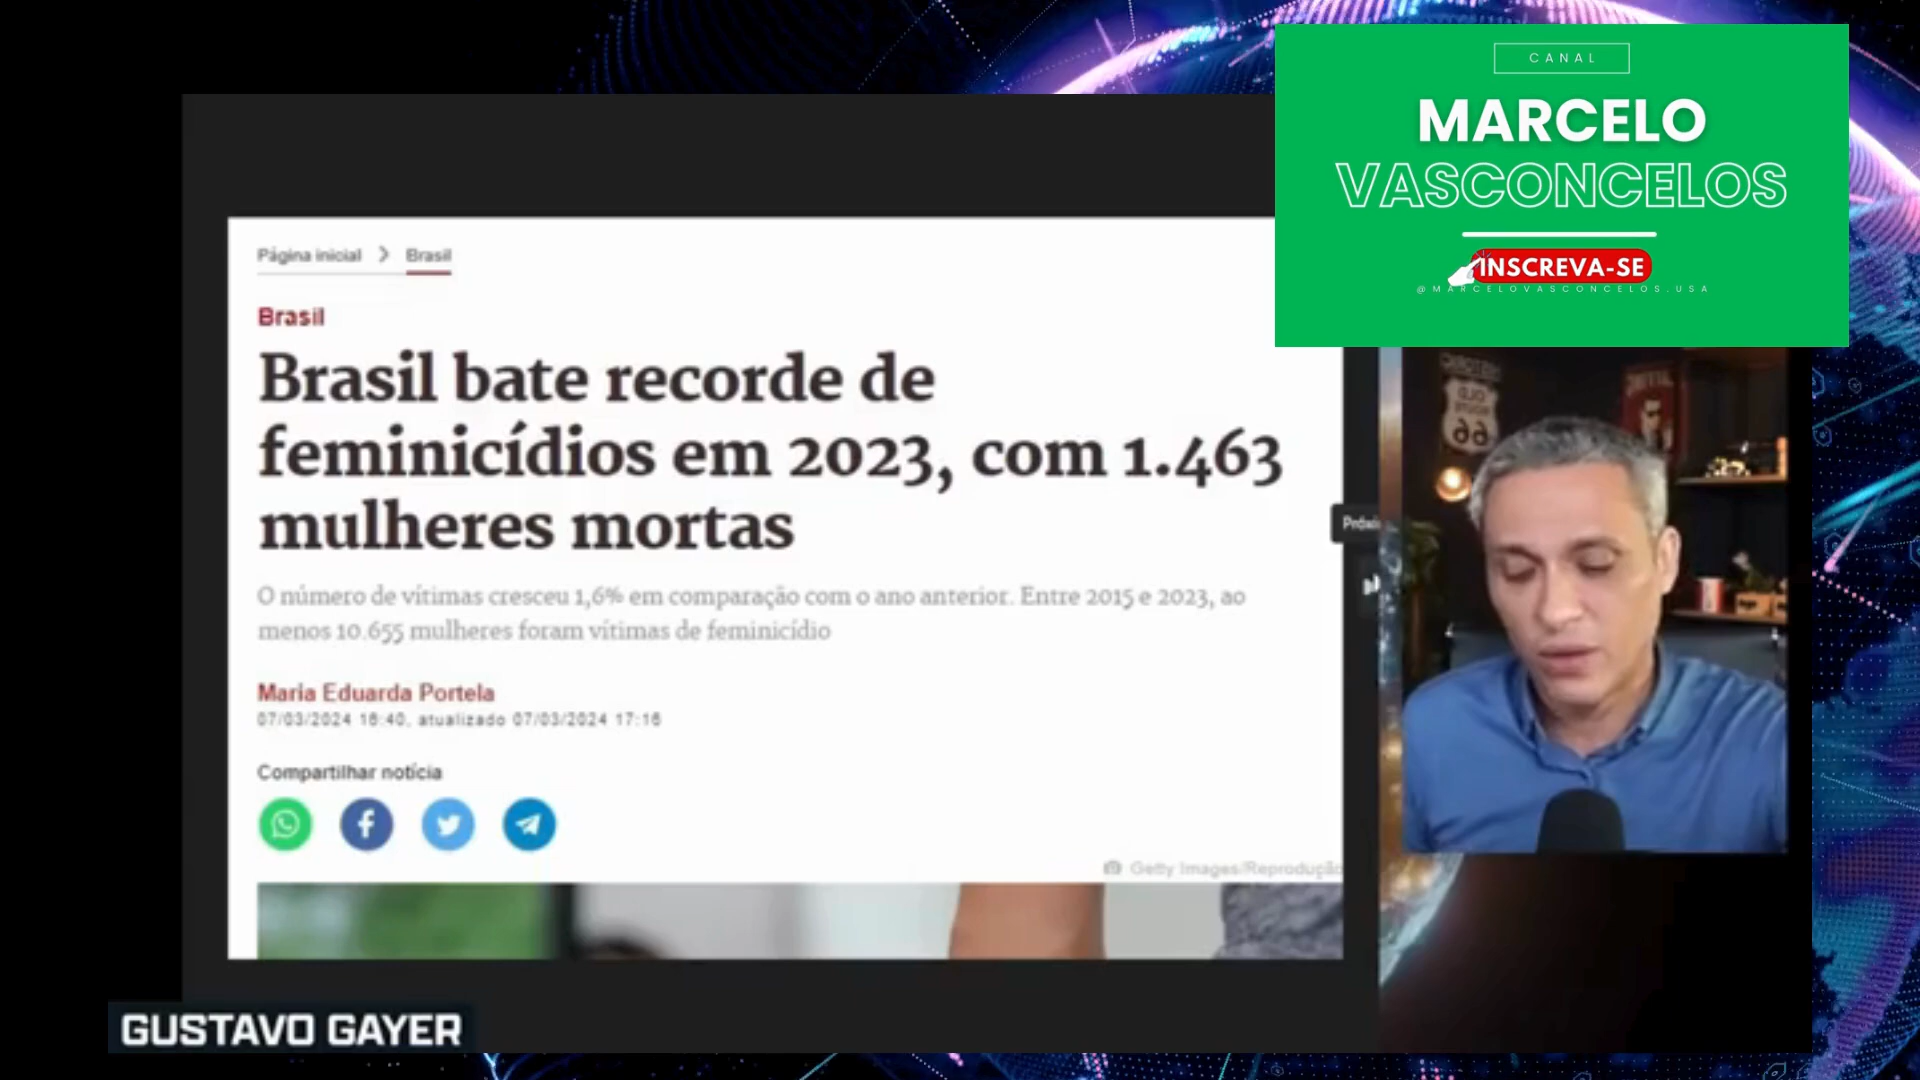 CANAL
MARCELO
VASCONCELOS
INSCREVA-SE
@MARCELOVASCONCELOS.USA
Página inicial
Brasil
Brasil
Brasil bate recorde de
feminicídios em 2023, com 1.463
mulheres mortas
O número de vítimas cresceu 1,6% em comparação com o ano anterior. Entre 2015 e 2023, ao
menos 10.655 mulheres foram vítimas de feminicídio
Maria Eduarda Portela
07/03/2024 16:40, atualizado 07/03/2024 17:16
Compartilhar notícia
Getty Images/Reprodução
66
GUSTAVO GAYER